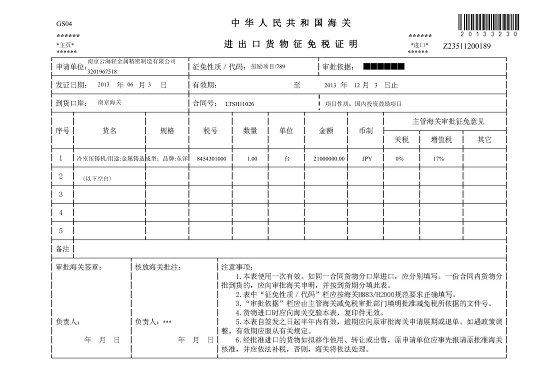 GS04
中 华 人 民 共 和 国 海 关
20133230
******
*主页*
******
进 出 口 货 物 征 免 税 证 明
******
*进口*
******
Z23511200189
申请单位: 南京云海轻金属精密制造有限公司
3201967518
征免性质／代码: 鼓励项目/789
审批依据:
发证日期: 2013 年 06 月 3 日
有效期: 至 2013 年 12 月 3 日止
到货口岸: 南京海关
合同号: LTSH11026
项目性质: 国内投资鼓励项目
序号 货名 规格 税号 数量 单位 金额 币制 主管海关审批征免意见
关税 增值税 其它
1 冷室压铸机/用途:金属铸造成型; 品牌:东洋 8454301000 1.00 台 21000000.00 JPY 0% 17%
2 (以下空白)
3
4
5
备注
审批海关签章:
核放海关批注:
注意事项:
1.本表使用一次有效。如同一合同货物分口岸进口，应分别填写。一份合同内货物分
批到货的，应向审批海关申明，并按到货期分填此表。
2.表中“征免性质／代码”栏应按海关H883/H2000规范要求正确填写。
3.“审批依据”栏应由主管海关减免税审批部门填明批准减免税所依据的文件号。
4.货物进口时应向海关交验本表，复印件无效。
5.本表自签发之日起半年内有效，逾期应向原审批海关申请展期或退单。如遇政策调
整，有效期应服从有关规定。
6.经批准进口的货物如拟移作他用、转让或出售，原申请单位应事先报请原批准海关
核准，并应依法补税，否则，海关将依法处理。
负责人:
年 月 日
负责人: ***
年 月 日